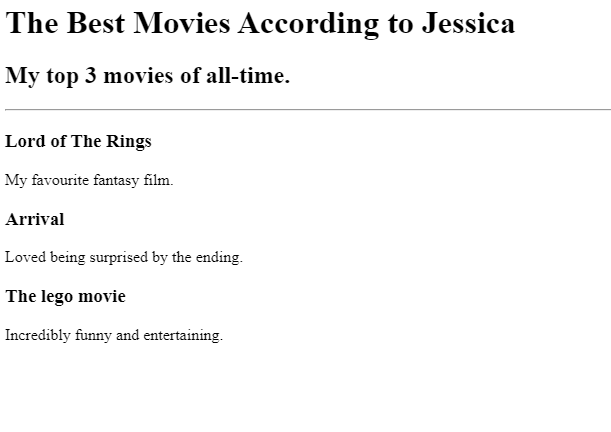 The Best Movies According to Jessica
My top 3 movies of all-time.
Lord of The Rings
My favourite fantasy film.
Arrival
Loved being surprised by the ending.
The lego movie
Incredibly funny and entertaining.